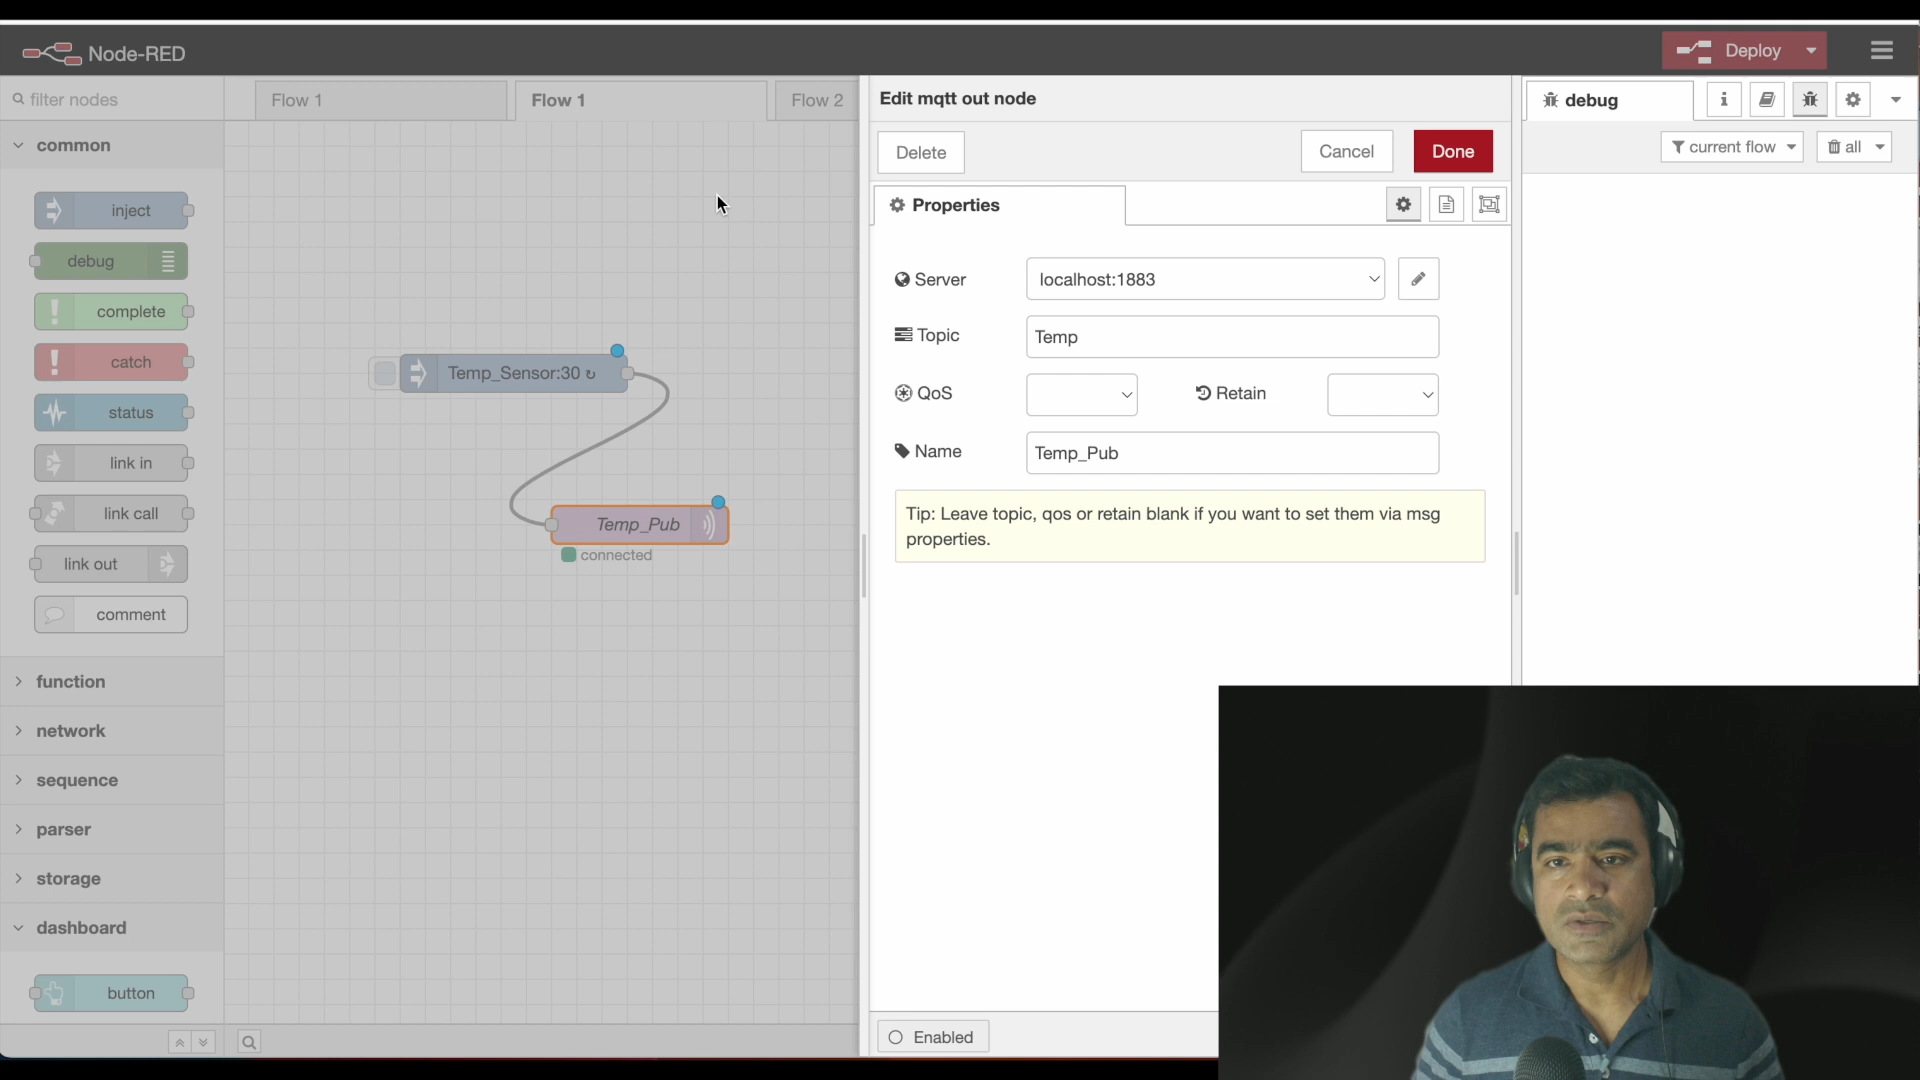 Node-RED
Deploy
filter nodes
Flow 1
Flow 1
Flow 2
common
inject
debug
complete
catch
status
link in
link call
link out
comment
function
network
sequence
parser
storage
dashboard
button
Temp_Sensor:30 ↻
Temp_Pub
connected
Edit mqtt out node
Delete
Cancel
Done
Properties
Server
localhost:1883
Topic
Temp
QoS
Retain
Name
Temp_Pub
Tip: Leave topic, qos or retain blank if you want to set them via msg
properties.
Enabled
debug
i
current flow
all